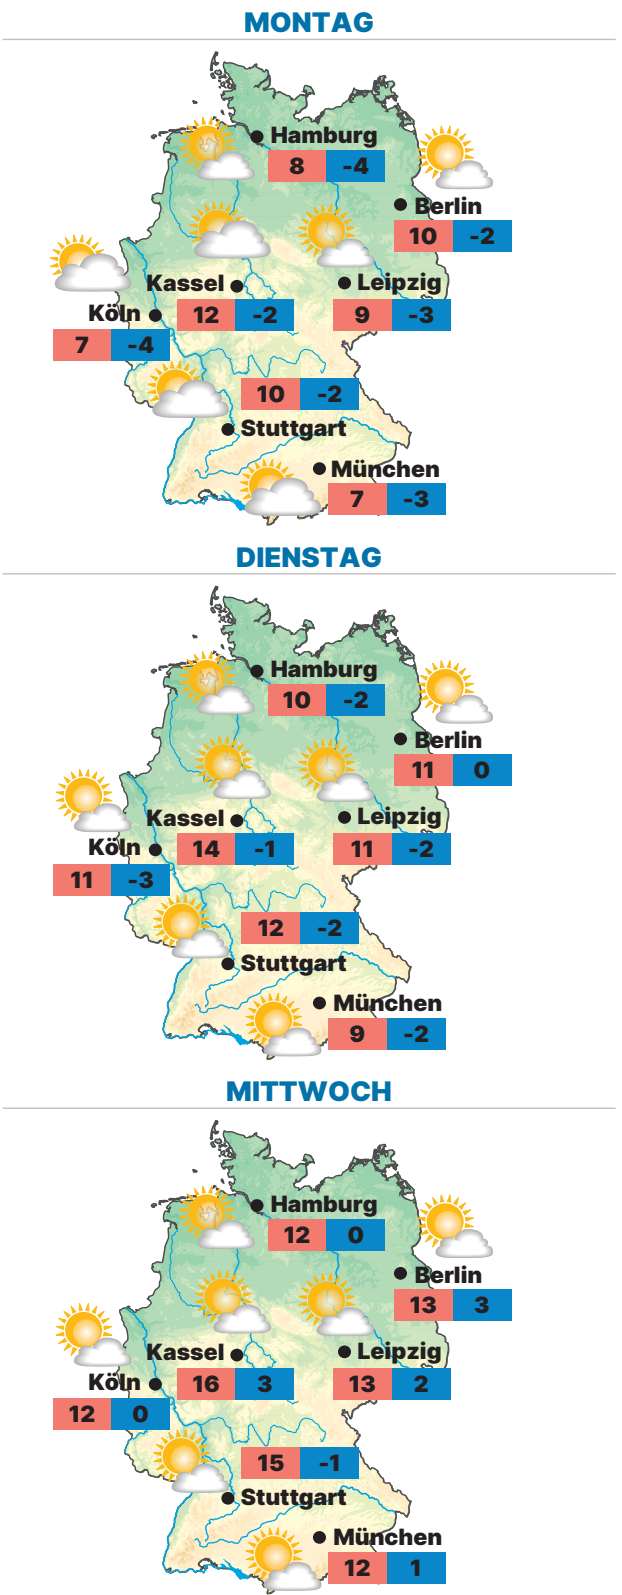 MONTAG
Hamburg
8 -4
Berlin
10 -2
Kassel
12 -2
Leipzig
9 -3
Köln
7 -4
10 -2
Stuttgart
München
7 -3
DIENSTAG
Hamburg
10 -2
Berlin
11 0
Kassel
14 -1
Leipzig
11 -2
Köln
11 -3
12 -2
Stuttgart
München
9 -2
MITTWOCH
Hamburg
12 0
Berlin
13 3
Kassel
16 3
Leipzig
13 2
Köln
12 0
15 -1
Stuttgart
München
12 1